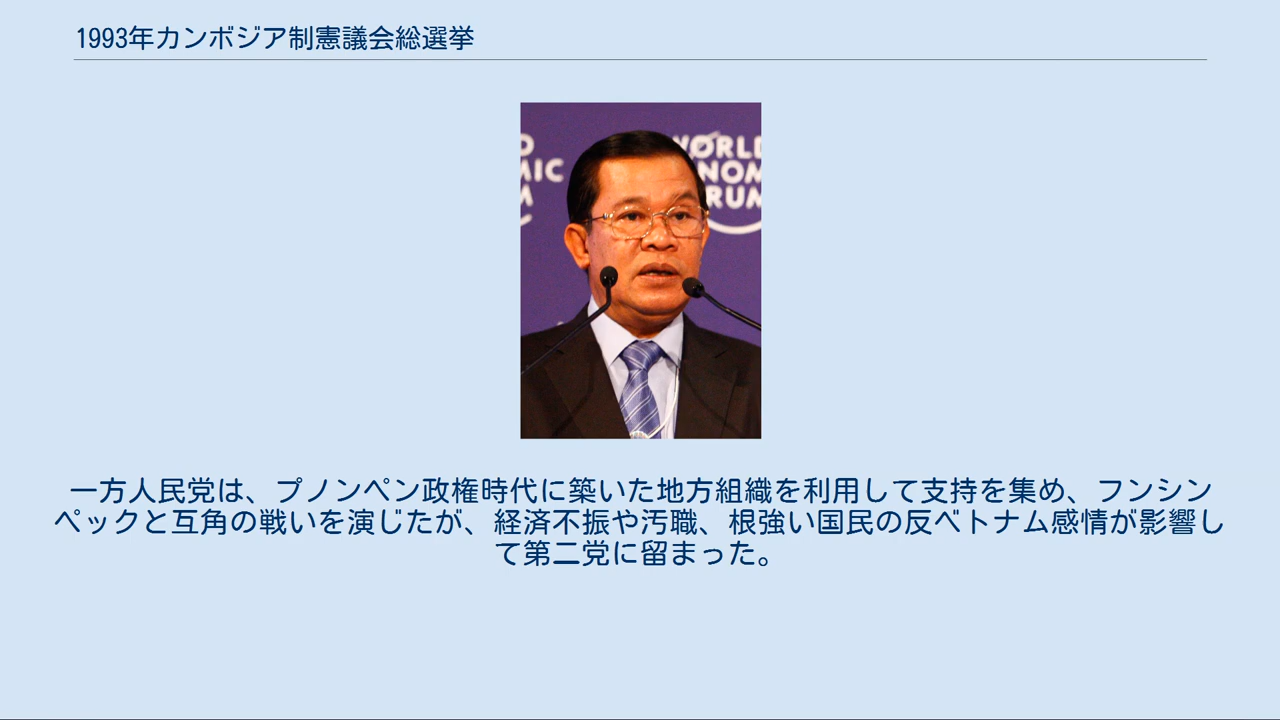 1993年カンボジア制憲議会総選挙
D
MIC
M
WORLD
ECONOM
FORUM
一方人民党は、プノンペン政権時代に築いた地方組織を利用して支持を集め、フンシン
ペックと互角の戦いを演じたが、経済不振や汚職、根強い国民の反ベトナム感情が影響し
て第二党に留まった。